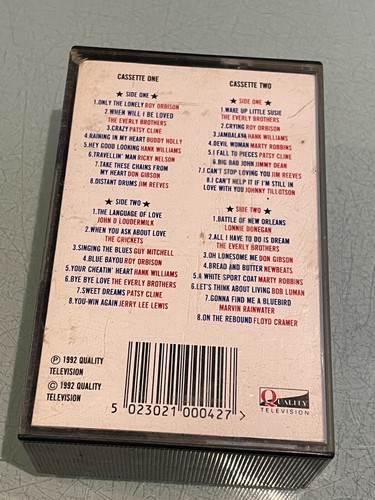 CASSETTE ONE
★ SIDE ONE ★
1.ONLY THE LONELY ROY ORBISON
2.WHEN WILL I BE LOVED
THE EVERLY BROTHERS
3.CRAZY PATSY CLINE
4.RAINING IN MY HEART BUDDY HOLLY
5.HEY GOOD LOOKING HANK WILLIAMS
6.TRAVELLIN' MAN RICKY NELSON
7.TAKE THESE CHAINS FROM
MY HEART DON GIBSON
8.DISTANT DRUMS JIM REEVES
★ SIDE TWO ★
1.THE LANGUAGE OF LOVE
JOHN D LOUDERMILK
2.WHEN YOU ASK ABOUT LOVE
THE CRICKETS
3.SINGING THE BLUES GUY MITCHELL
4.BLUE BAYOU ROY ORBISON
5.YOUR CHEATIN' HEART HANK WILLIAMS
6.BYE BYE LOVE THE EVERLY BROTHERS
7.SWEET DREAMS PATSY CLINE
8.YOU-WIN AGAIN JERRY LEE LEWIS
CASSETTE TWO
★ SIDE ONE ★
1.WAKE UP LITTLE SUSIE
THE EVERLY BROTHERS
2.CRYING ROY ORBISON
3.JAMBALAYA HANK WILLIAMS
4.DEVIL WOMAN MARTY ROBBINS
5.I FALL TO PIECES PATSY CLINE
6.BIG BAD JOHN JIMMY DEAN
7.I CAN'T STOP LOVING YOU JIM REEVES
8.I CAN'T HELP IT IF I'M STILL IN
LOVE WITH YOU JOHNNY TILLOTSON
★ SIDE TWO ★
1.BATTLE OF NEW ORLEANS
LONNIE DONEGAN
2.ALL I HAVE TO DO IS DREAM
THE EVERLY BROTHERS
3.OH LONESOME ME DON GIBSON
4.BREAD AND BUTTER NEWBEATS
5.A WHITE SPORT COAT MARTY ROBBINS
6.LET'S THINK ABOUT LIVING BOB LUMAN
7.GONNA FIND ME A BLUEBIRD
MARVIN RAINWATER
8.ON THE REBOUND FLOYD CRAMER
℗ 1992 QUALITY
TELEVISION
© 1992 QUALITY
TELEVISION
5 023021 000427 >
QUALITY
TELEVISION